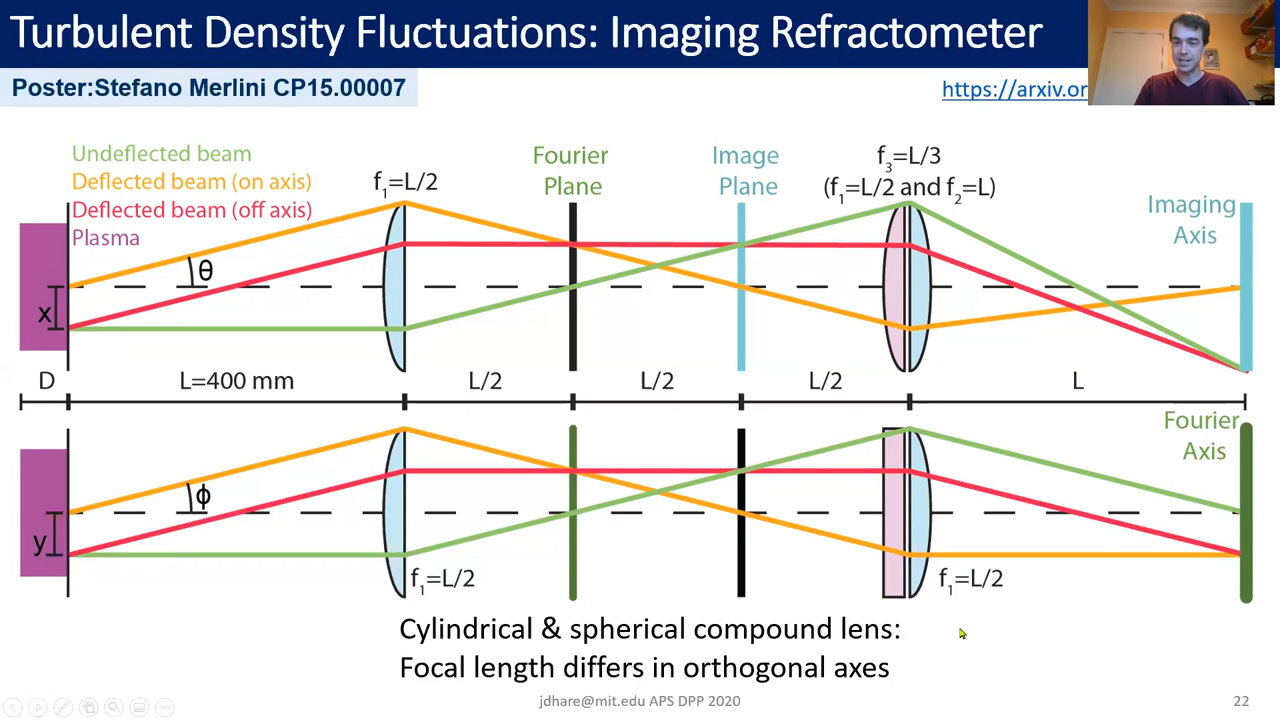 Turbulent Density Fluctuations: Imaging Refractometer
Poster:Stefano Merlini CP15.00007
https://arxiv.or
Undeflected beam
Deflected beam (on axis)
Deflected beam (off axis)
Plasma
f1=L/2
Fourier
Plane
Image
Plane
f3=L/3
(f1=L/2 and f2=L)
Imaging
Axis
θ
x
D
L=400 mm
L/2
L/2
L/2
L
Fourier
Axis
ϕ
y
f1=L/2
f1=L/2
Cylindrical & spherical compound lens:
Focal length differs in orthogonal axes
jdhare@mit.edu APS DPP 2020
22